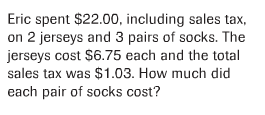 Eric spent $22.00, including sales tax,
on 2 jerseys and 3 pairs of socks. The
jerseys cost $6.75 each and the total
sales tax was $1.03. How much did
each pair of socks cost?